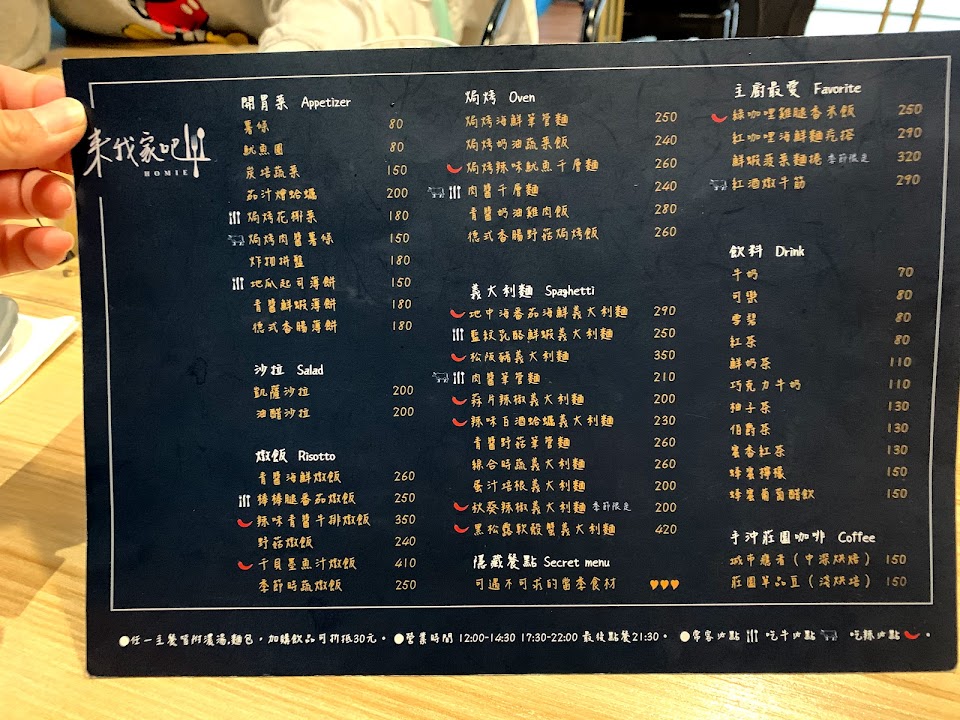 來我家吧
HOMIE
開胃菜 Appetizer
薯條 80
魷魚圈 80
炭培蔬菜 150
茄汁燴蛤蠣 200
焗烤花椰菜 180
焗烤肉醬薯條 150
炸物拼盤 180
地瓜起司薄餅 150
青醬鮮蝦薄餅 180
德式香腸薄餅 180
沙拉 Salad
凱薩沙拉 200
油醋沙拉 200
燉飯 Risotto
青醬海鮮燉飯 260
棒棒腿番茄燉飯 250
辣味青醬牛排燉飯 350
野菇燉飯 240
干貝墨魚汁燉飯 410
季節時蔬燉飯 250
焗烤 Oven
焗烤海鮮筆管麵 250
焗烤奶油蔬菜飯 240
焗烤辣味魷魚千層麵 260
肉醬千層麵 240
青醬奶油雞肉飯 280
德式香腸野菇焗烤飯 260
義大利麵 Spaghetti
地中海番茄海鮮義大利麵 290
藍紋乳酪鮮蝦義大利麵 250
松阪豬義大利麵 350
肉醬筆管麵 210
蒜片辣椒義大利麵 200
辣味白酒蛤蠣義大利麵 230
青醬野菇筆管麵 260
綜合時蔬義大利麵 260
蛋汁培根義大利麵 200
秋葵辣椒義大利麵 季節限定 200
黑松露軟殼蟹義大利麵 420
隱藏餐點 Secret menu
可遇不可求的當季食材 ♥♥♥
主廚最愛 Favorite
綠咖哩雞腿香米飯 250
紅咖哩海鮮麵疙瘩 290
鮮蝦菠菜麵捲 季節限定 320
紅酒燉牛筋 290
飲料 Drink
牛奶 70
可樂 80
雪碧 80
紅茶 80
鮮奶茶 110
巧克力牛奶 110
柚子茶 130
伯爵茶 130
蜜香紅茶 130
蜂蜜檸檬 150
蜂蜜葡萄醋飲 150
手沖莊園咖啡 Coffee
城市癮者(中深烘焙) 150
莊園單品豆(淺烘培) 150
●任一主餐皆附濃湯,麵包，加購飲品可折抵30元。 ●營業時間 12:00-14:30 17:30-22:00 最後點餐21:30。 ●常客必點 吃牛必點 吃辣必點 。